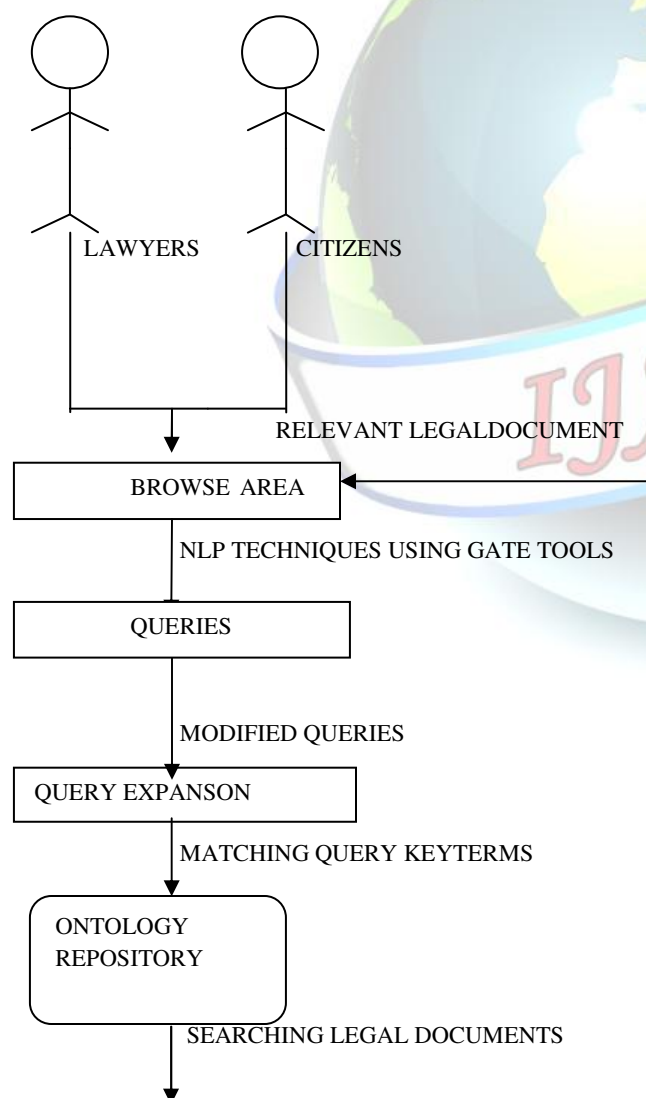 LAWYERS
CITIZENS
RELEVANT LEGALDOCUMENT
BROWSE AREA
NLP TECHNIQUES USING GATE TOOLS
QUERIES
MODIFIED QUERIES
QUERY EXPANSON
MATCHING QUERY KEYTERMS
ONTOLOGY
REPOSITORY
SEARCHING LEGAL DOCUMENTS